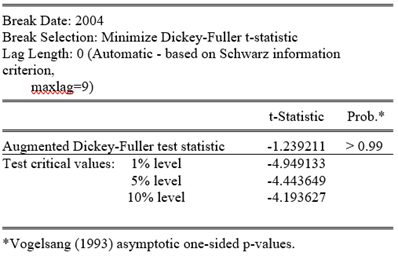 Break Date: 2004
Break Selection: Minimize Dickey-Fuller t-statistic
Lag Length: 0 (Automatic - based on Schwarz information
criterion,
maxlag=9)
t-Statistic Prob.*
Augmented Dickey-Fuller test statistic -1.239211 > 0.99
Test critical values: 1% level -4.949133
5% level -4.443649
10% level -4.193627
*Vogelsang (1993) asymptotic one-sided p-values.